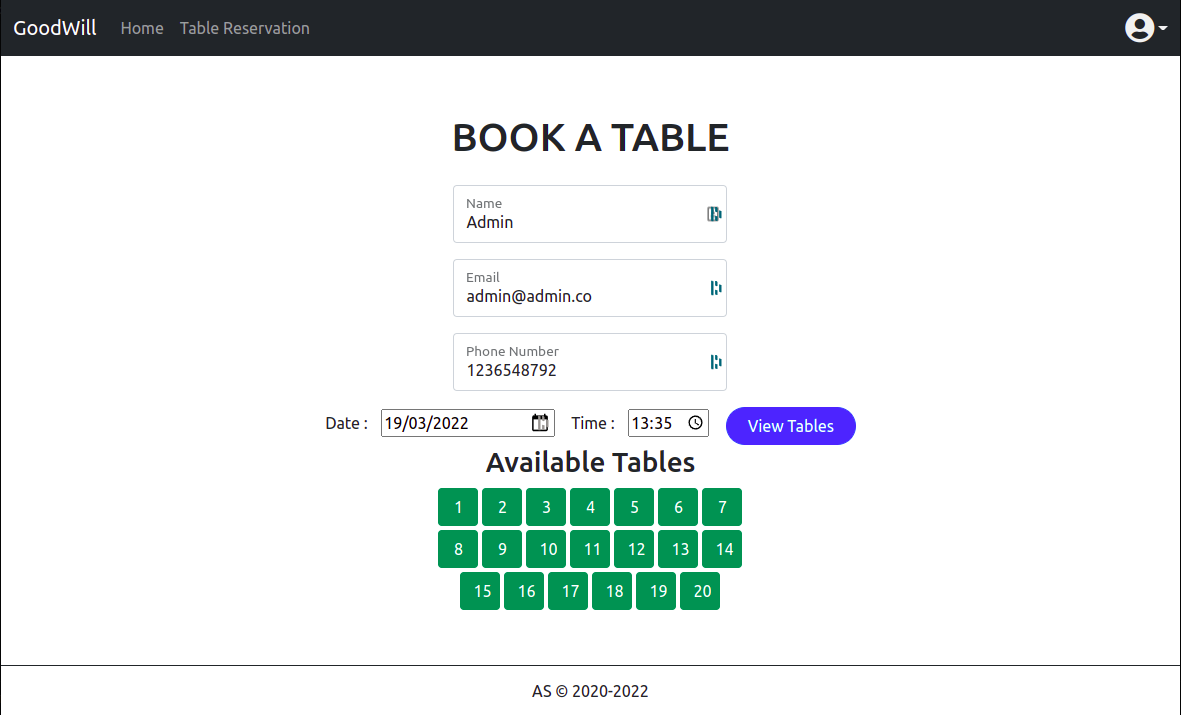 GoodWill Home Table Reservation
BOOK A TABLE
Name
Admin
Email
admin@admin.co
Phone Number
1236548792
Date : 19/03/2022 Time : 13:35 View Tables
Available Tables
1 2 3 4 5 6 7
8 9 10 11 12 13 14
15 16 17 18 19 20
AS © 2020-2022